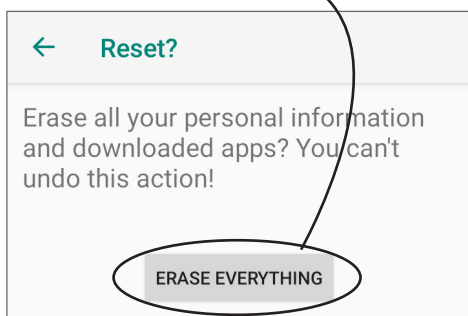 Reset?
Erase all your personal information
and downloaded apps? You can't
undo this action!
ERASE EVERYTHING